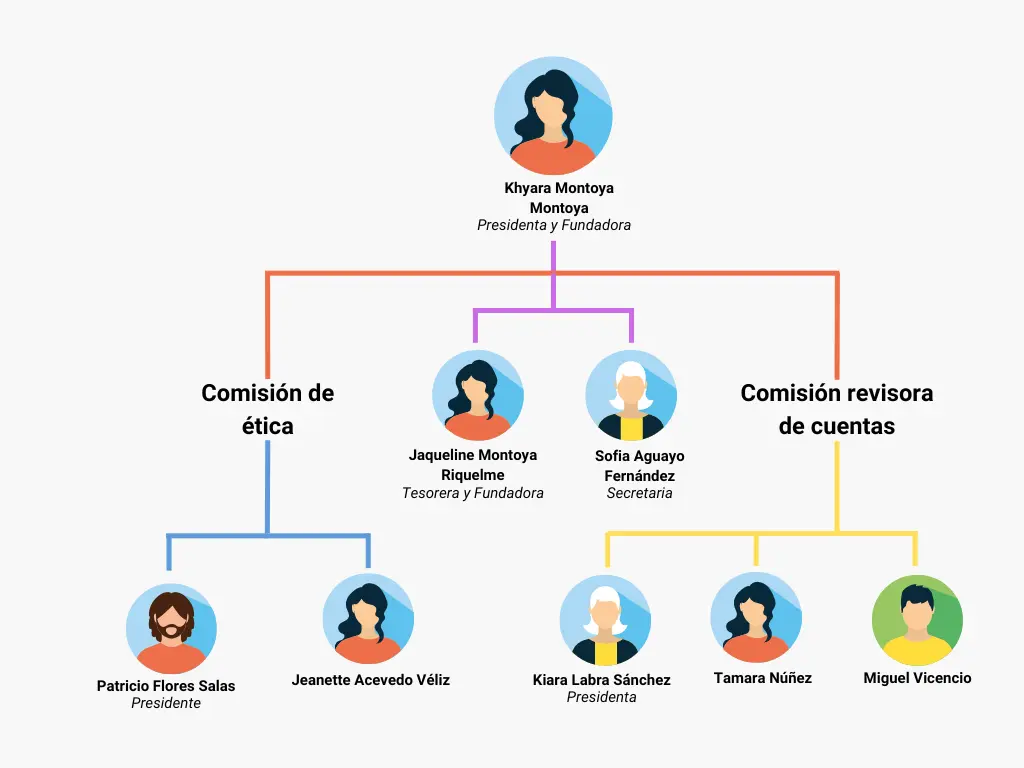 Khyara Montoya
Montoya
Presidenta y Fundadora
Comisión de
ética
Jaqueline Montoya
Riquelme
Tesorera y Fundadora
Sofia Aguayo
Fernández
Secretaria
Comisión revisora
de cuentas
Patricio Flores Salas
Presidente
Jeanette Acevedo Véliz
Kiara Labra Sánchez
Presidenta
Tamara Núñez
Miguel Vicencio